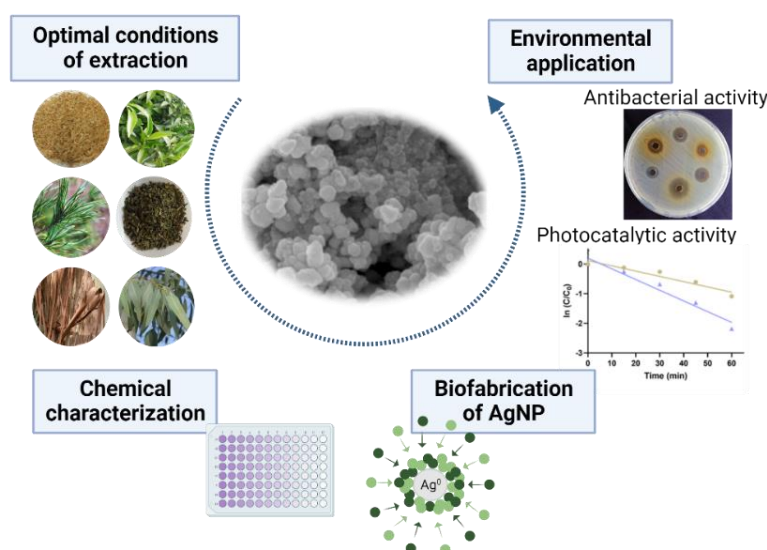 Optimal conditions
of extraction
Environmental
application
Antibacterial activity
Photocatalytic activity
0
-1
-2
-3
ln (C/C₀)
0 10 20 30 40 50 60
Time (min)
Chemical
characterization
Biofabrication
of AgNP
Ag⁰